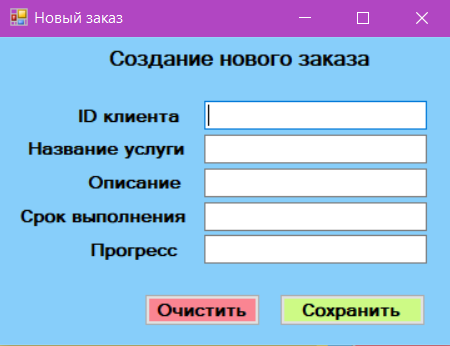 Новый заказ
Создание нового заказа
ID клиента
Название услуги
Описание
Срок выполнения
Прогресс
Очистить
Сохранить